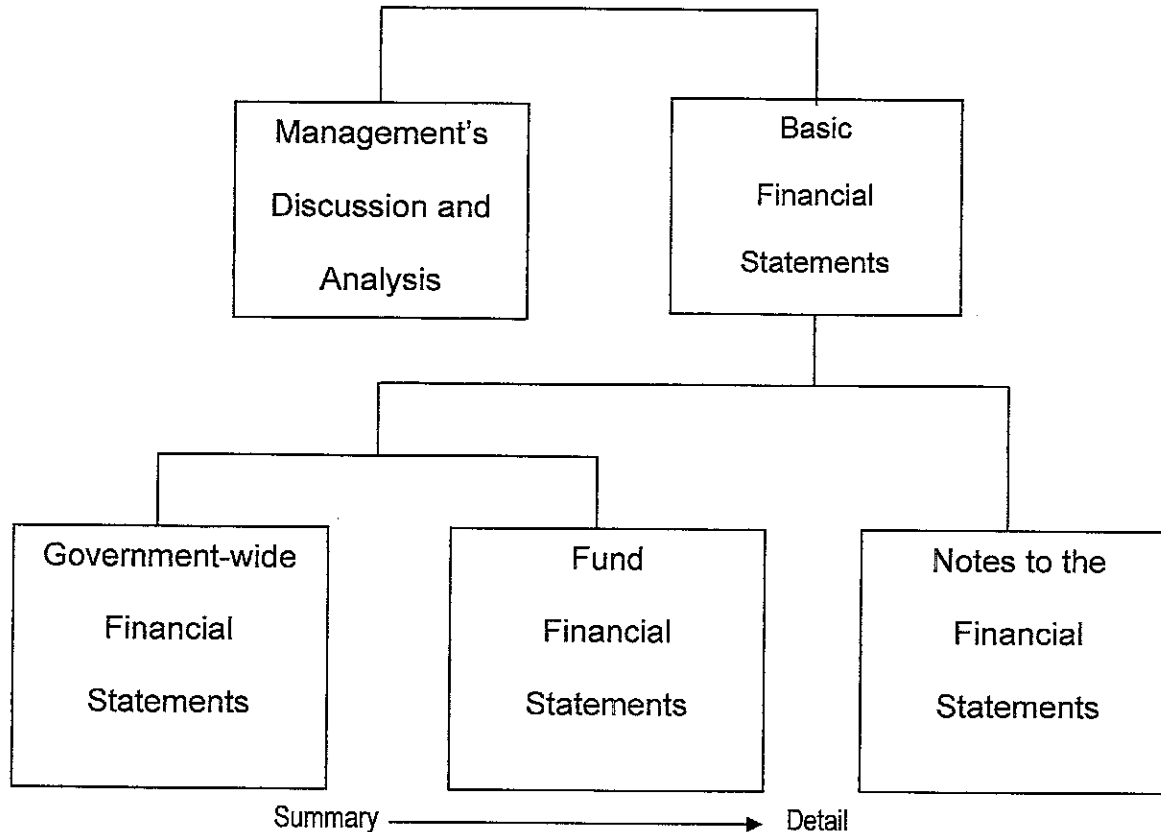 Management's
Discussion and
Analysis
Basic
Financial
Statements
Government-wide
Financial
Statements
Fund
Financial
Statements
Notes to the
Financial
Statements
Summary
Detail